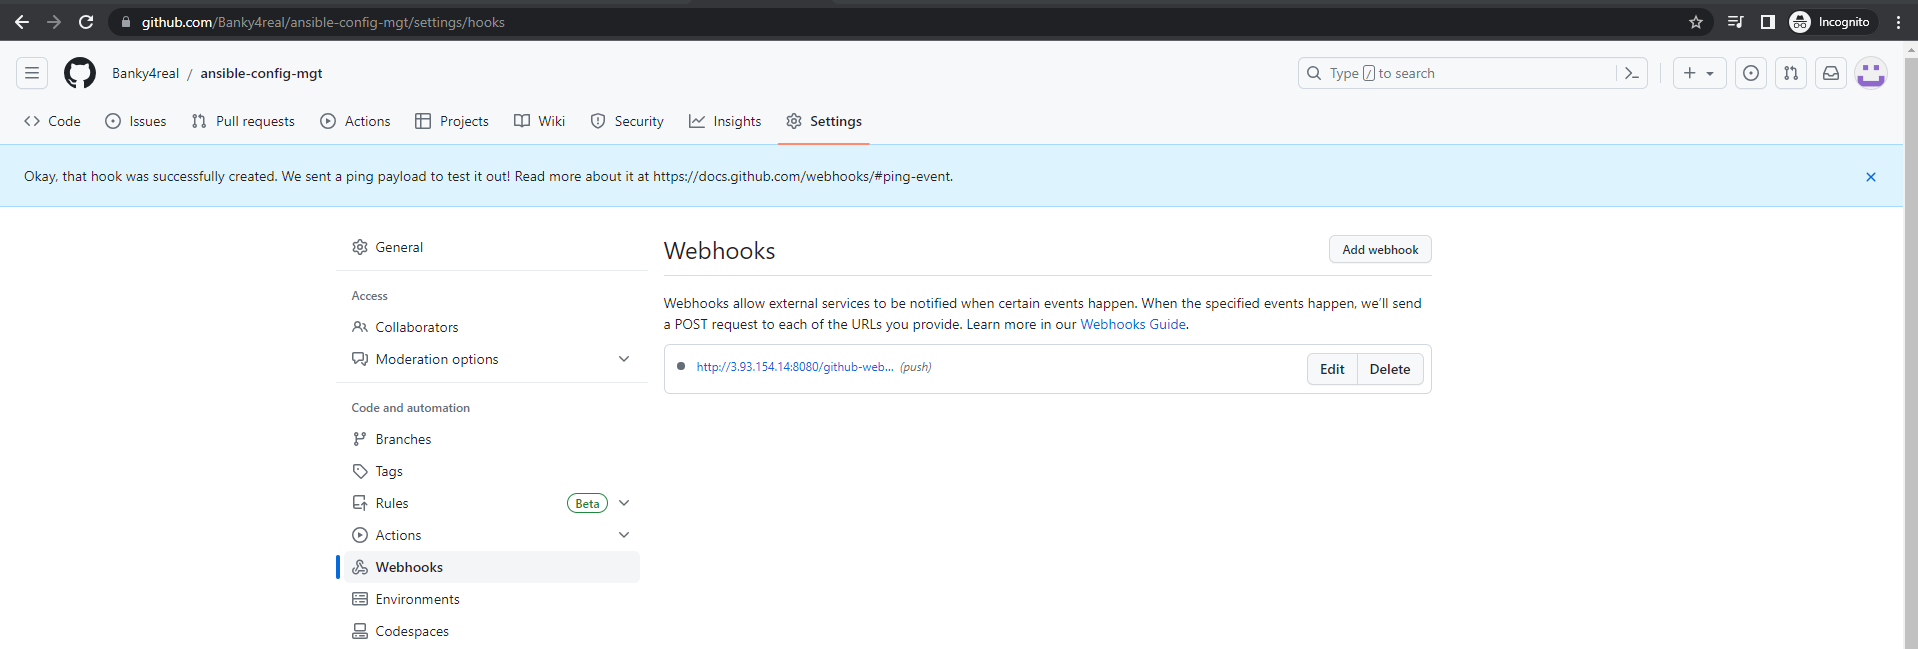 github.com/Banky4real/ansible-config-mgt/settings/hooks
Incognito
Banky4real / ansible-config-mgt
Type / to search
Code Issues Pull requests Actions Projects Wiki Security Insights Settings
Okay, that hook was successfully created. We sent a ping payload to test it out! Read more about it at https://docs.github.com/webhooks/#ping-event.
General
Access
Collaborators
Moderation options
Code and automation
Branches
Tags
Rules Beta
Actions
Webhooks
Environments
Codespaces
Webhooks
Add webhook
Webhooks allow external services to be notified when certain events happen. When the specified events happen, we’ll send
a POST request to each of the URLs you provide. Learn more in our Webhooks Guide.
http://3.93.154.14:8080/github-web... (push)
Edit Delete